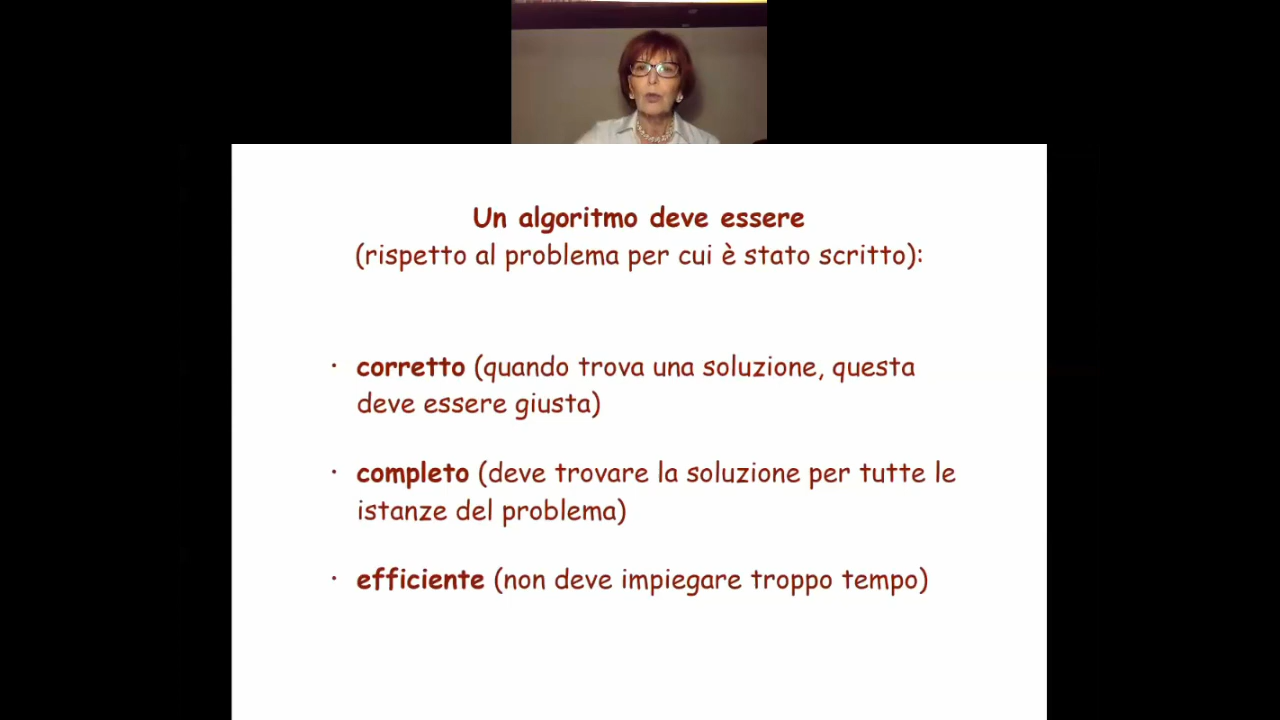 Un algoritmo deve essere
(rispetto al problema per cui è stato scritto):
· corretto (quando trova una soluzione, questa
deve essere giusta)
· completo (deve trovare la soluzione per tutte le
istanze del problema)
· efficiente (non deve impiegare troppo tempo)